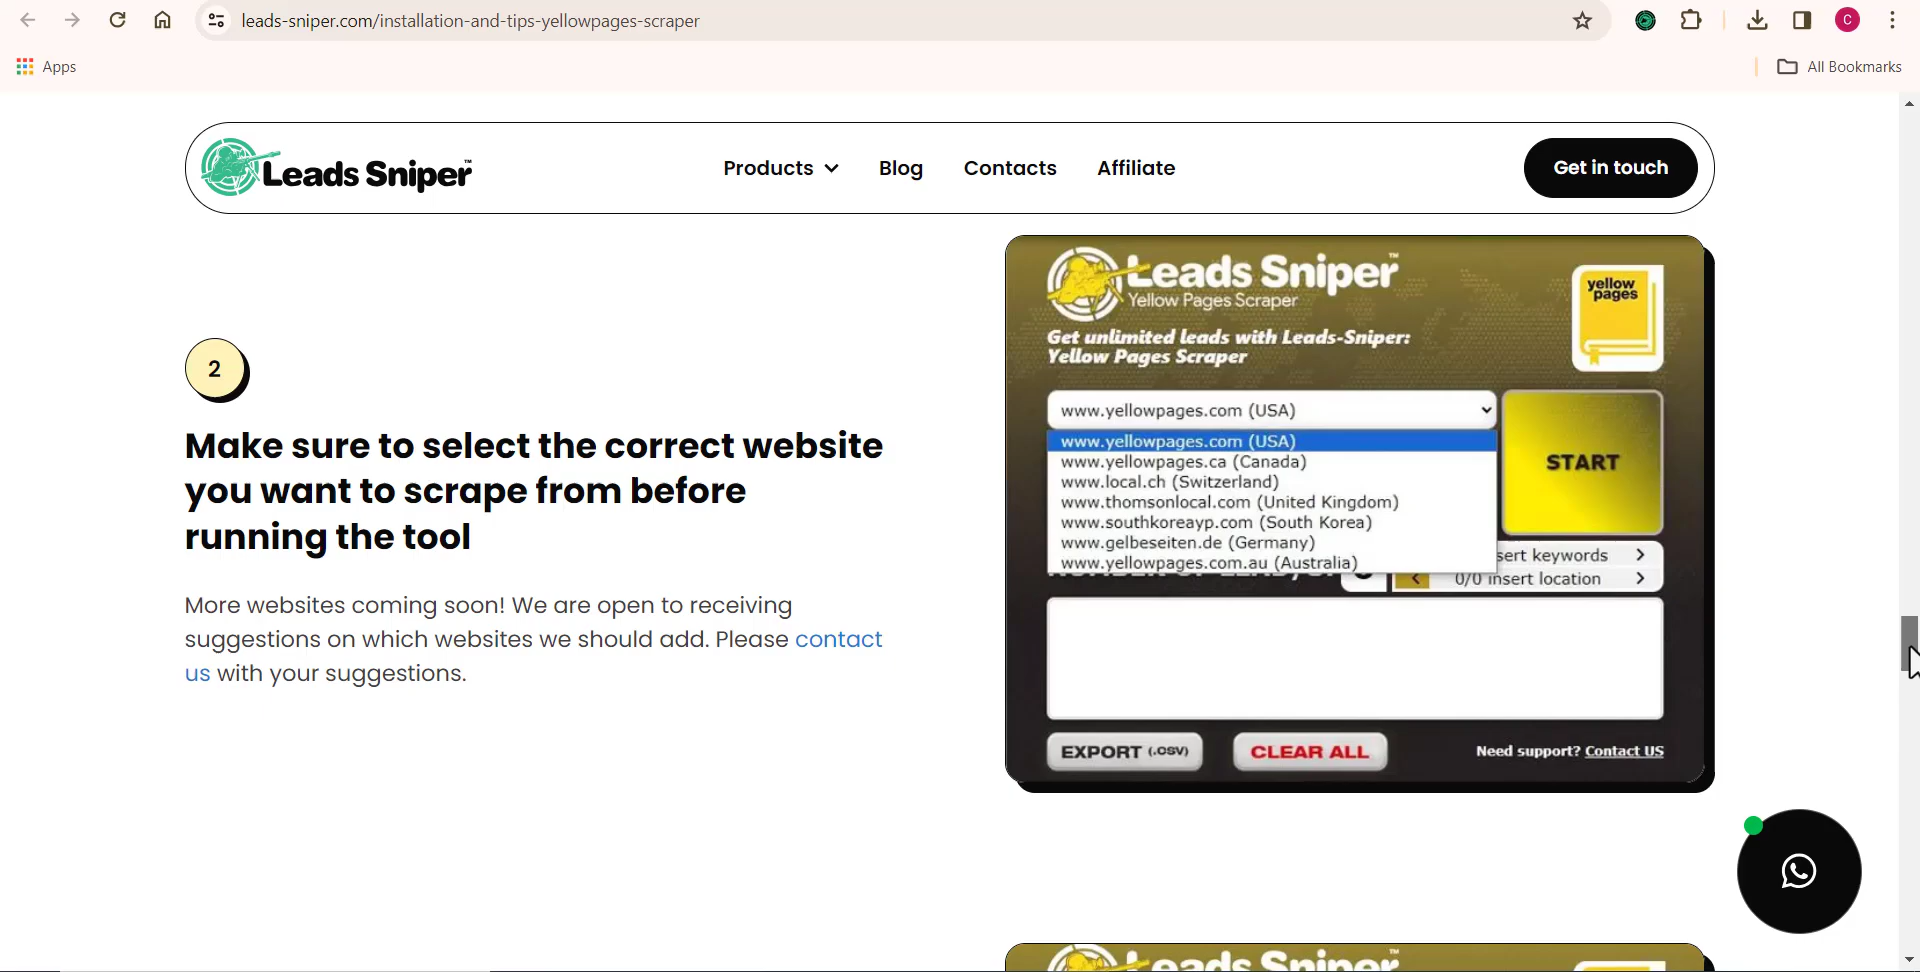 leads-sniper.com/installation-and-tips-yellowpages-scraper
C
Apps
All Bookmarks
Leads Sniper™
Products
Blog
Contacts
Affiliate
Get in touch
2
Make sure to select the correct website
you want to scrape from before
running the tool
More websites coming soon! We are open to receiving
suggestions on which websites we should add. Please contact
us with your suggestions.
Leads Sniper™
Yellow Pages Scraper
yellow
pages
Get unlimited leads with Leads-Sniper:
Yellow Pages Scraper
www.yellowpages.com (USA)
www.yellowpages.com (USA)
www.yellowpages.ca (Canada)
www.local.ch (Switzerland)
www.thomsonlocal.com (United Kingdom)
www.southkoreayp.com (South Korea)
www.gelbeseiten.de (Germany)
www.yellowpages.com.au (Australia)
START
sert keywords
0/0 insert location
EXPORT (.CSV)
CLEAR ALL
Need support? Contact US
Leads Sniper™